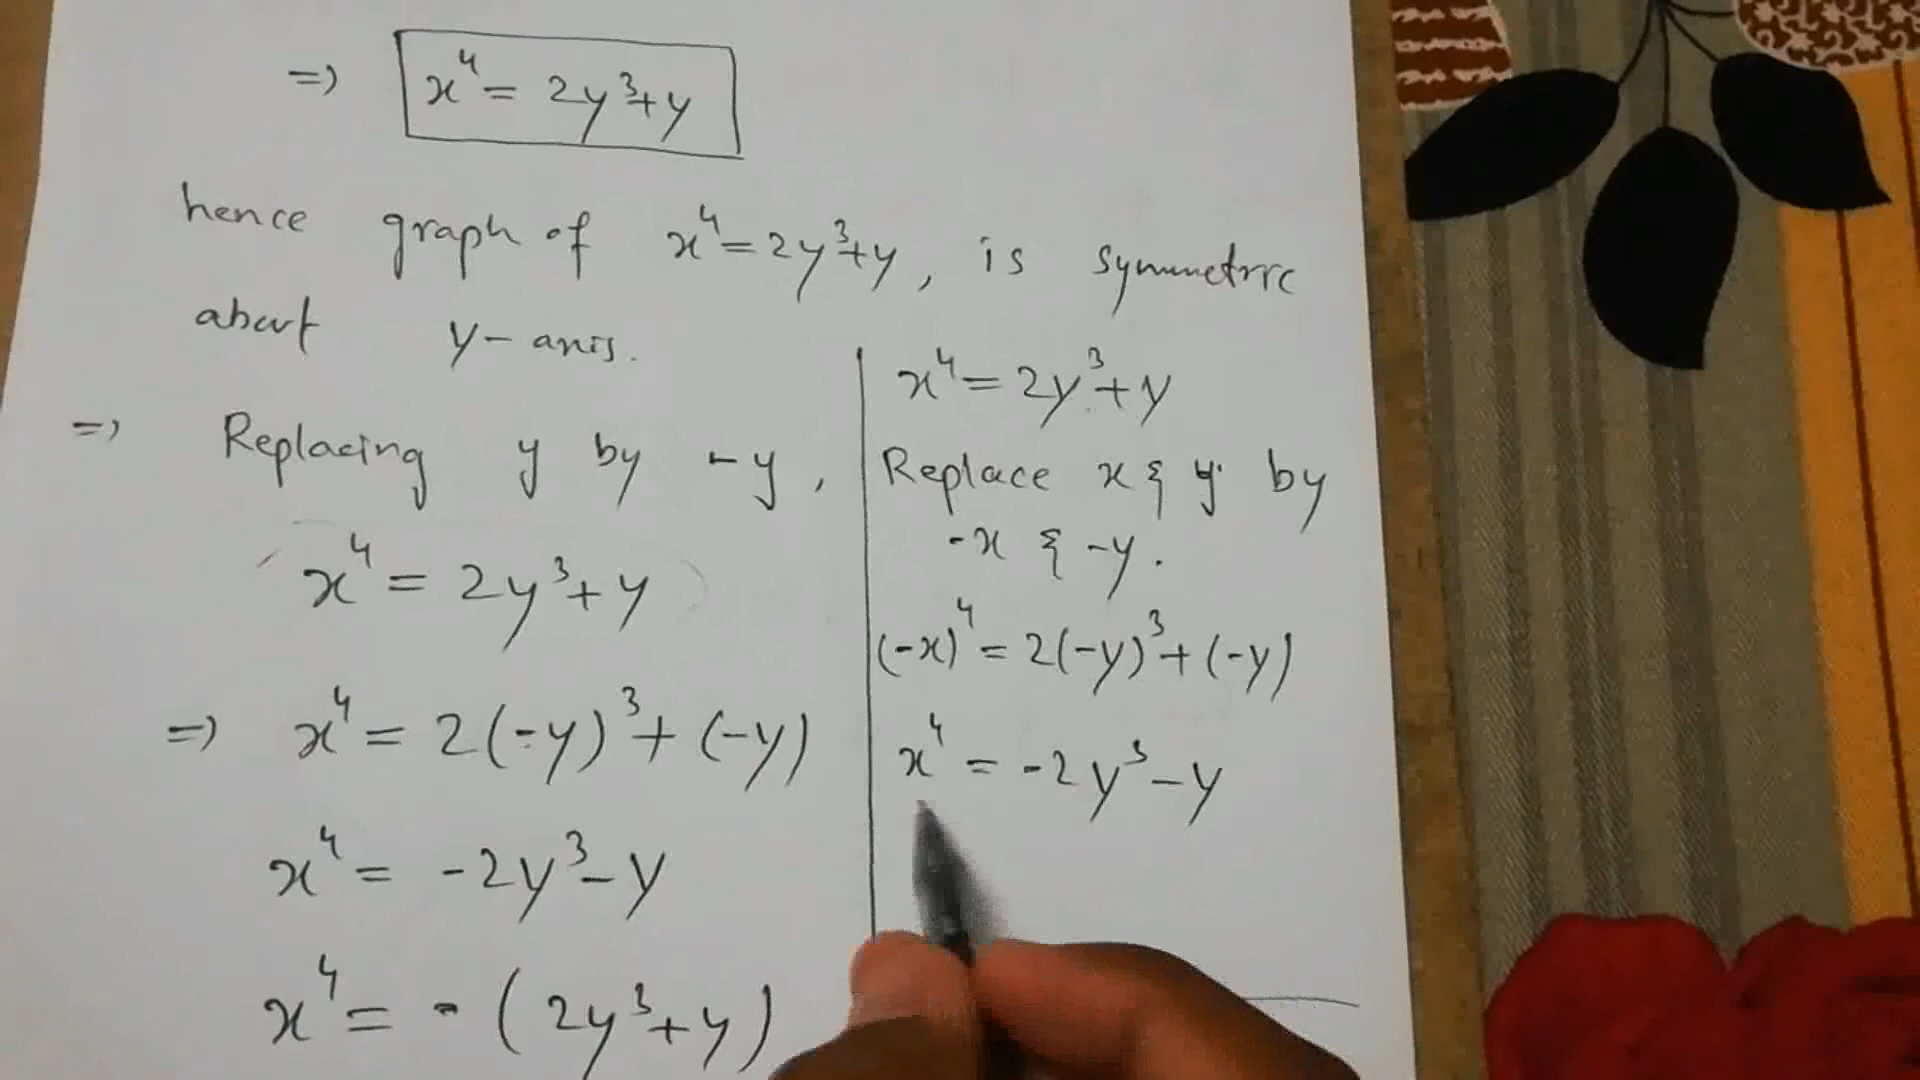 => x⁴ = 2y³+y
hence graph of x⁴=2y³+y, is symmetric
about y-axis.
=> Replacing y by -y,
x⁴ = 2y³+y
=> x⁴ = 2(-y)³+(-y)
x⁴ = -2y³-y
x⁴ = -(2y³+y)
x⁴=2y³+y
Replace x & y by
-x & -y.
(-x)⁴=2(-y)³+(-y)
x⁴ = -2y³-y